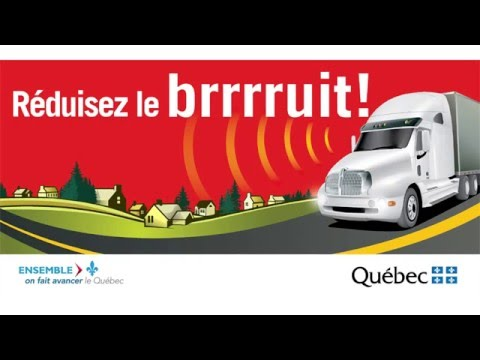 Réduisez le brrrruit!
ENSEMBLE
on fait avancer le Québec
Québec